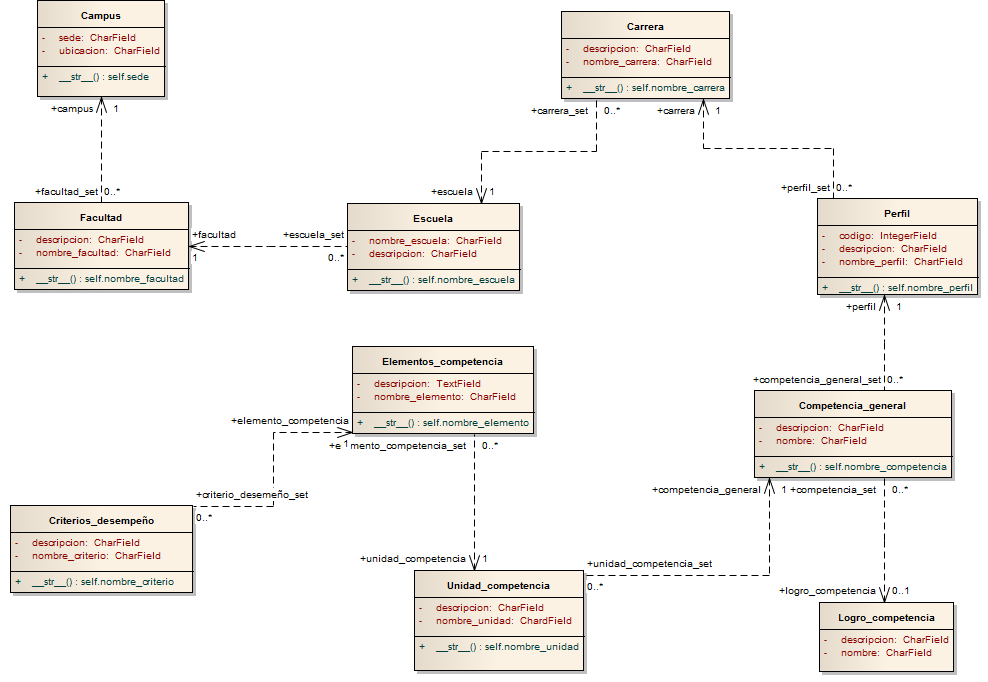 Campus
- sede: CharField
- ubicacion: CharField
+ __str__() : self.sede
+campus 1
+facultad_set 0..*
Carrera
- descripcion: CharField
- nombre_carrera: CharField
+ __str__() : self.nombre_carrera
+carrera_set 0..*
+carrera 1
+escuela 1
+perfil_set 0..*
Facultad
- descripcion: CharField
- nombre_facultad: CharField
+ __str__() : self.nombre_facultad
+facultad
1
+escuela_set
0..*
Escuela
- nombre_escuela: CharField
- descripcion: CharField
+ __str__() : self.nombre_escuela
Perfil
- codigo: IntegerField
- descripcion: CharField
- nombre_perfil: ChartField
+ __str__() : self.nombre_perfil
+perfil 1
+competencia_general_set 0..*
Elementos_competencia
- descripcion: TextField
- nombre_elemento: CharField
+ __str__() : self.nombre_elemento
+elemento_competencia
+e 1 mento_competencia_set 0..*
Competencia_general
- descripcion: CharField
- nombre: CharField
+ __str__() : self.nombre_competencia
+competencia_general 1 +competencia_set 0..*
+criterio_desemeño_set
0..*
Criterios_desempeño
- descripcion: CharField
- nombre_criterio: CharField
+ __str__() : self.nombre_criterio
+unidad_competencia 1
+unidad_competencia_set
0..*
Unidad_competencia
- descripcion: CharField
- nombre_unidad: ChardField
+ __str__() : self.nombre_unidad
+logro_competencia 0..1
Logro_competencia
- descripcion: CharField
- nombre: CharField